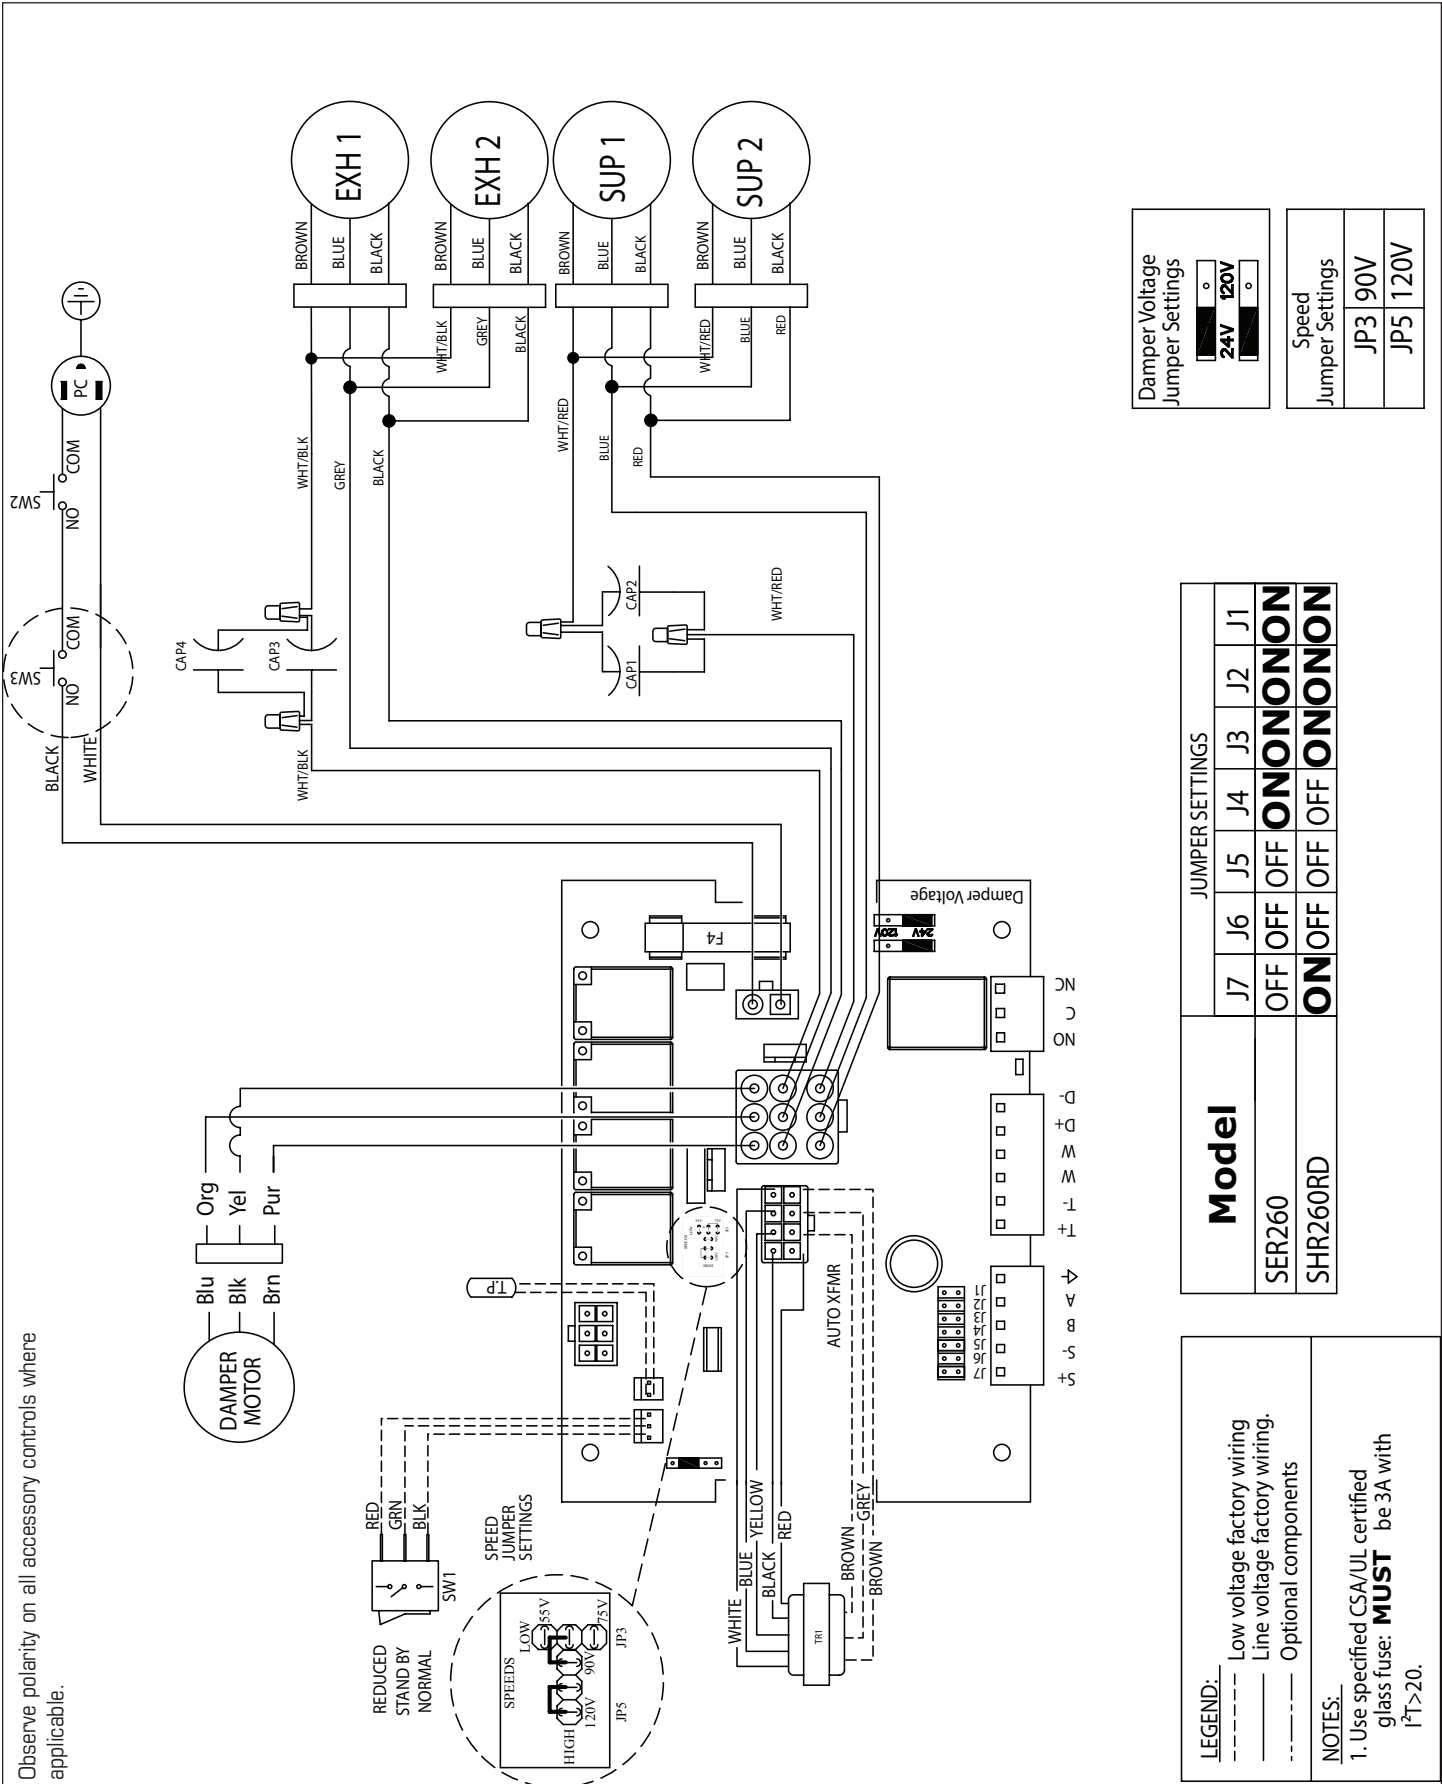 Observe polarity on all accessory controls where
applicable.
DAMPER
MOTOR
Blu
Blk
Brn
Org
Yel
Pur
BLACK
WHITE
SW3
NO
COM
SW2
NO
COM
PC
CAP4
CAP3
WHT/BLK
WHT/BLK
GREY
BLACK
BROWN
BLUE
BLACK
EXH 1
WHT/BLK
GREY
BLACK
BROWN
BLUE
BLACK
EXH 2
WHT/RED
BLUE
RED
BROWN
BLUE
BLACK
SUP 1
WHT/RED
BLUE
RED
BROWN
BLUE
BLACK
SUP 2
CAP1
CAP2
WHT/RED
REDUCED
STAND BY
NORMAL
SW1
RED
GRN
BLK
T.P
SPEED
JUMPER
SETTINGS
SPEEDS
HIGH
120V
90V
LOW
55V
75V
JP5
JP3
F4
Damper Voltage
120V 24V
WHITE
BLUE
YELLOW
BLACK
RED
TR1
BROWN
GREY
BROWN
AUTO XFMR
J7
J6
J5
J4
J3
J2
J1
S+
S-
B
A
T+
T-
W
W
D+
D-
NO
C
NC
LEGEND:
Low voltage factory wiring
Line voltage factory wiring.
Optional components
NOTES:
1. Use specified CSA/UL certified
glass fuse: MUST be 3A with
I²T>20.
JUMPER SETTINGS
Model J7 J6 J5 J4 J3 J2 J1
SER260 OFF OFF OFF ON ON ON ON
SHR260RD ON OFF OFF OFF ON ON ON
Damper Voltage
Jumper Settings
24V 120V
Speed
Jumper Settings
JP3 90V
JP5 120V